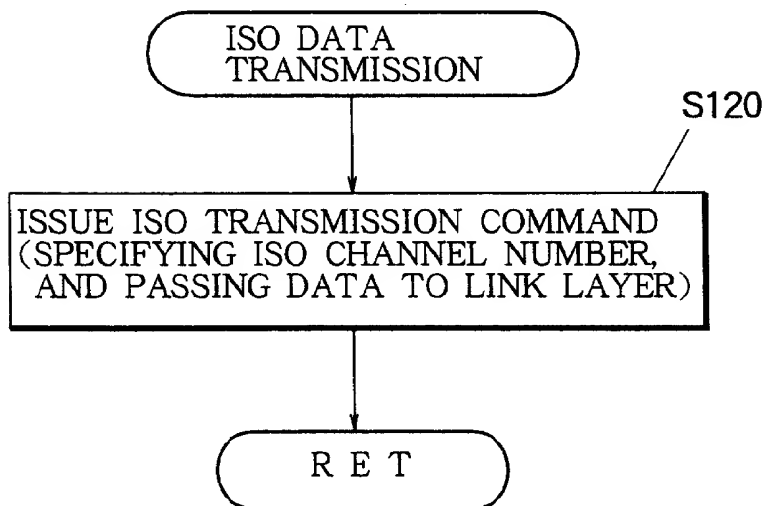 ISO DATA
TRANSMISSION
S120
ISSUE ISO TRANSMISSION COMMAND
(SPECIFYING ISO CHANNEL NUMBER,
AND PASSING DATA TO LINK LAYER)
R E T